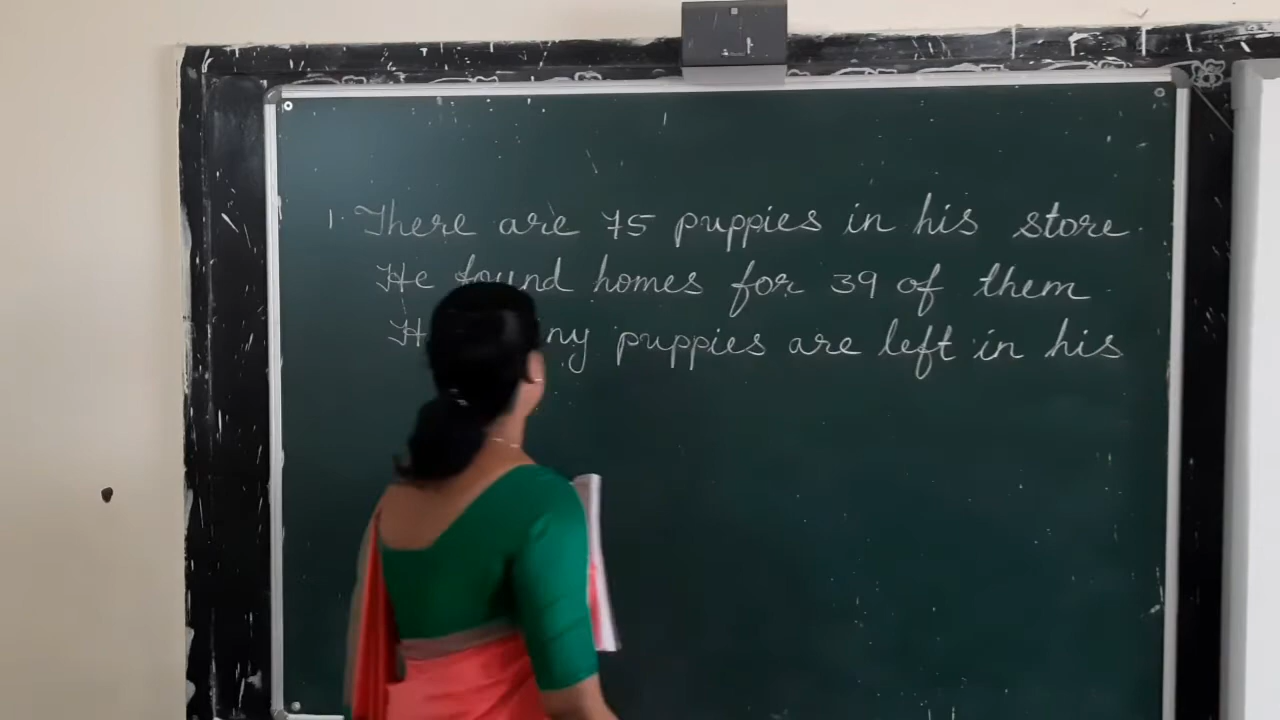 1. There are 75 puppies in his store.
He found homes for 39 of them
puppies are left in his